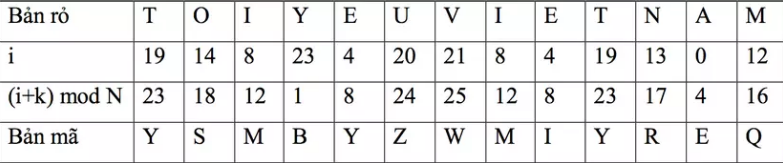 Bản rỏ T O I Y E U V I E T N A M
i 19 14 8 23 4 20 21 8 4 19 13 0 12
(i+k) mod N 23 18 12 1 8 24 25 12 8 23 17 4 16
Bản mã Y S M B Y Z W M I Y R E Q